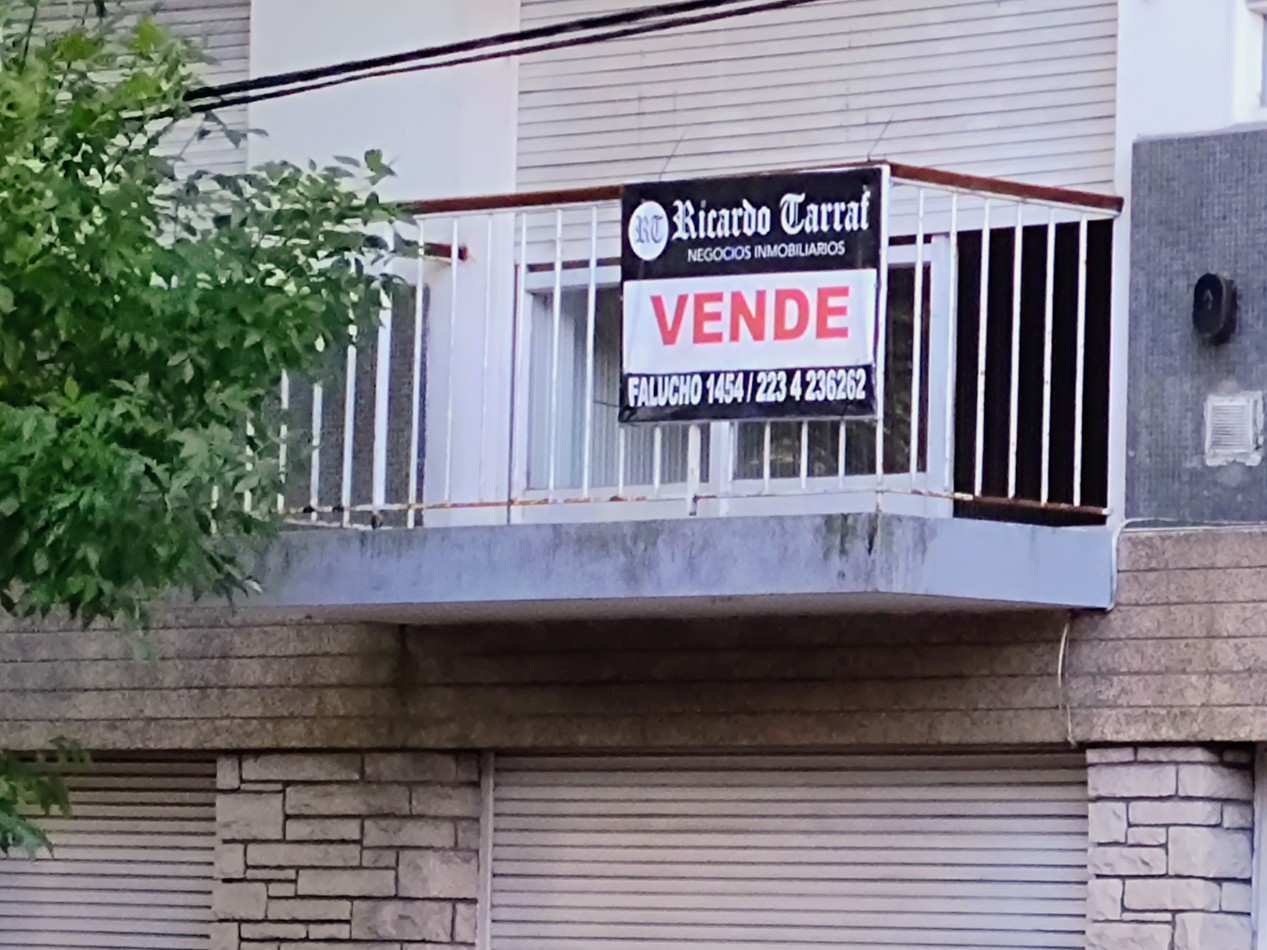 RT Ricardo Tarraf
NEGOCIOS INMOBILIARIOS
VENDE
FALUCHO 1454 / 223 4 236262